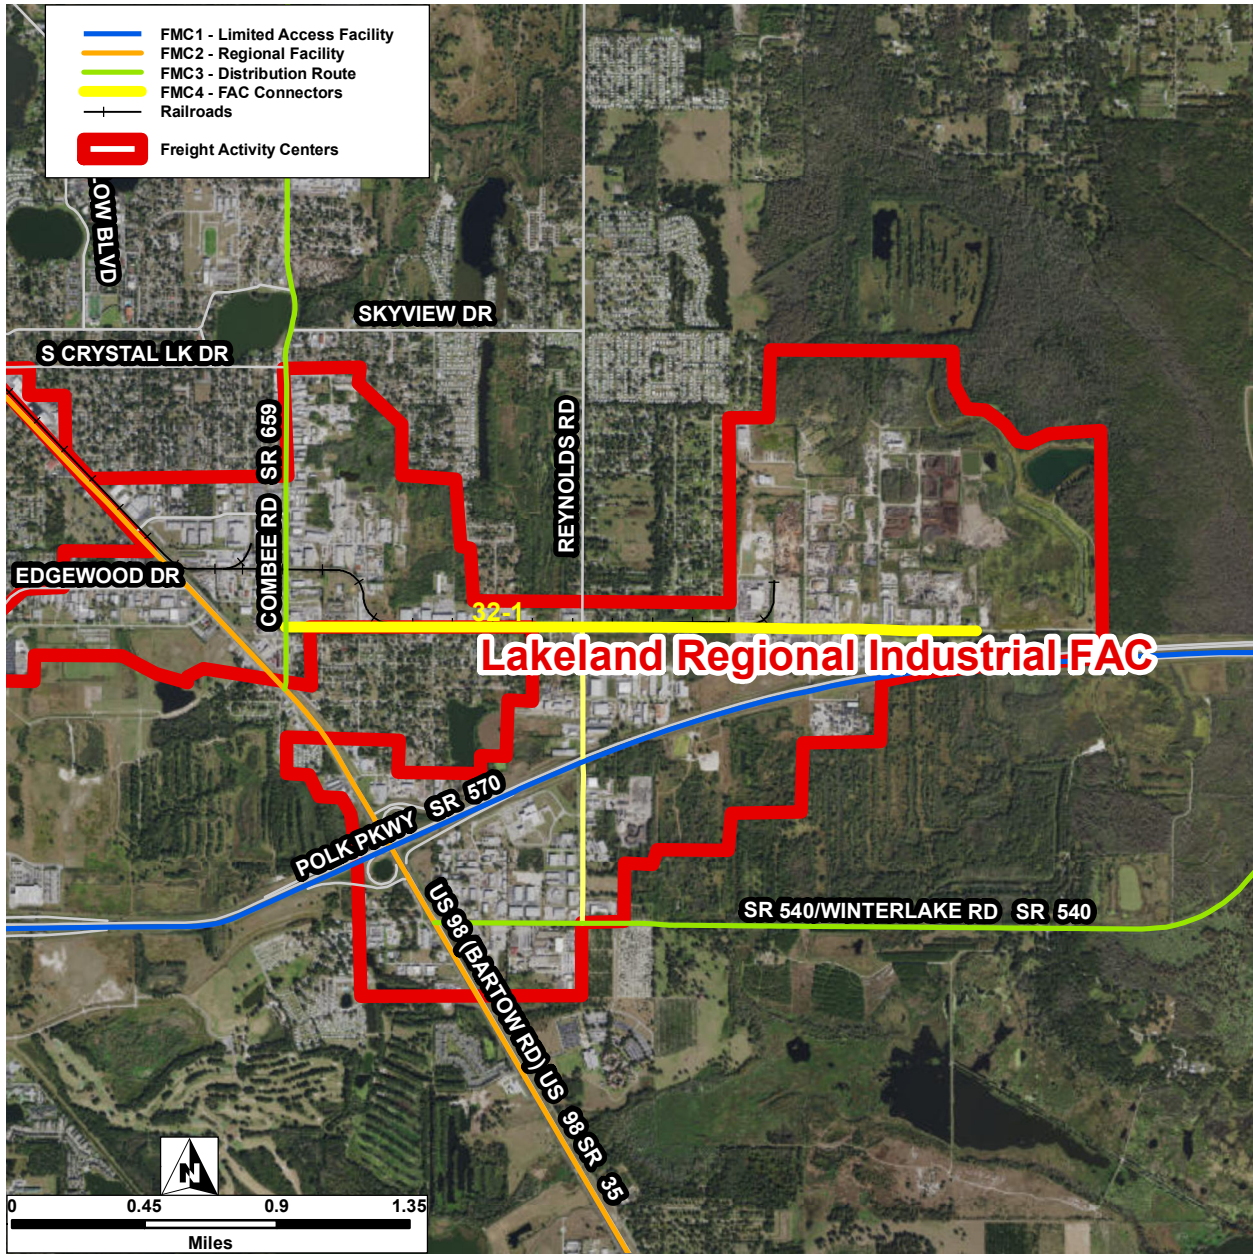 FMC1 - Limited Access Facility
FMC2 - Regional Facility
FMC3 - Distribution Route
FMC4 - FAC Connectors
Railroads
Freight Activity Centers
OW BLVD
SKYVIEW DR
S CRYSTAL LK DR
COMBEE RD SR 659
REYNOLDS RD
EDGEWOOD DR
32-1
Lakeland Regional Industrial FAC
POLK PKWY SR 570
US 98 (BARTOW RD) US 98 SR 35
SR 540/WINTERLAKE RD SR 540
N
0 0.45 0.9 1.35
Miles